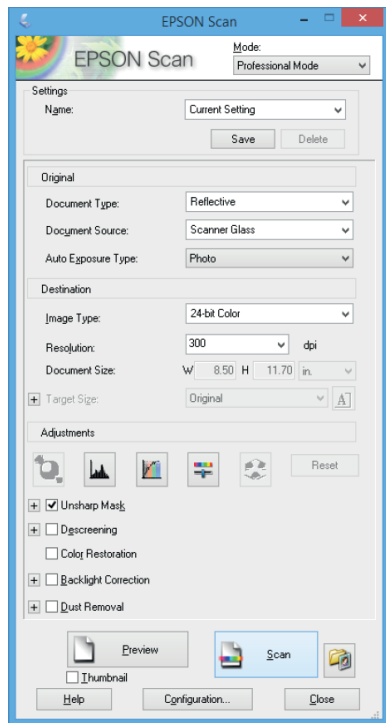 EPSON Scan
EPSON Scan
Mode:
Professional Mode
Settings
Name:
Current Setting
Save
Delete
Original
Document Type:
Reflective
Document Source:
Scanner Glass
Auto Exposure Type:
Photo
Destination
Image Type:
24-bit Color
Resolution:
300
dpi
Document Size:
W 8.50 H 11.70 in.
Target Size:
Original
A
Adjustments
Reset
Unsharp Mask
Descreening
Color Restoration
Backlight Correction
Dust Removal
Preview
Scan
Thumbnail
Help
Configuration...
Close